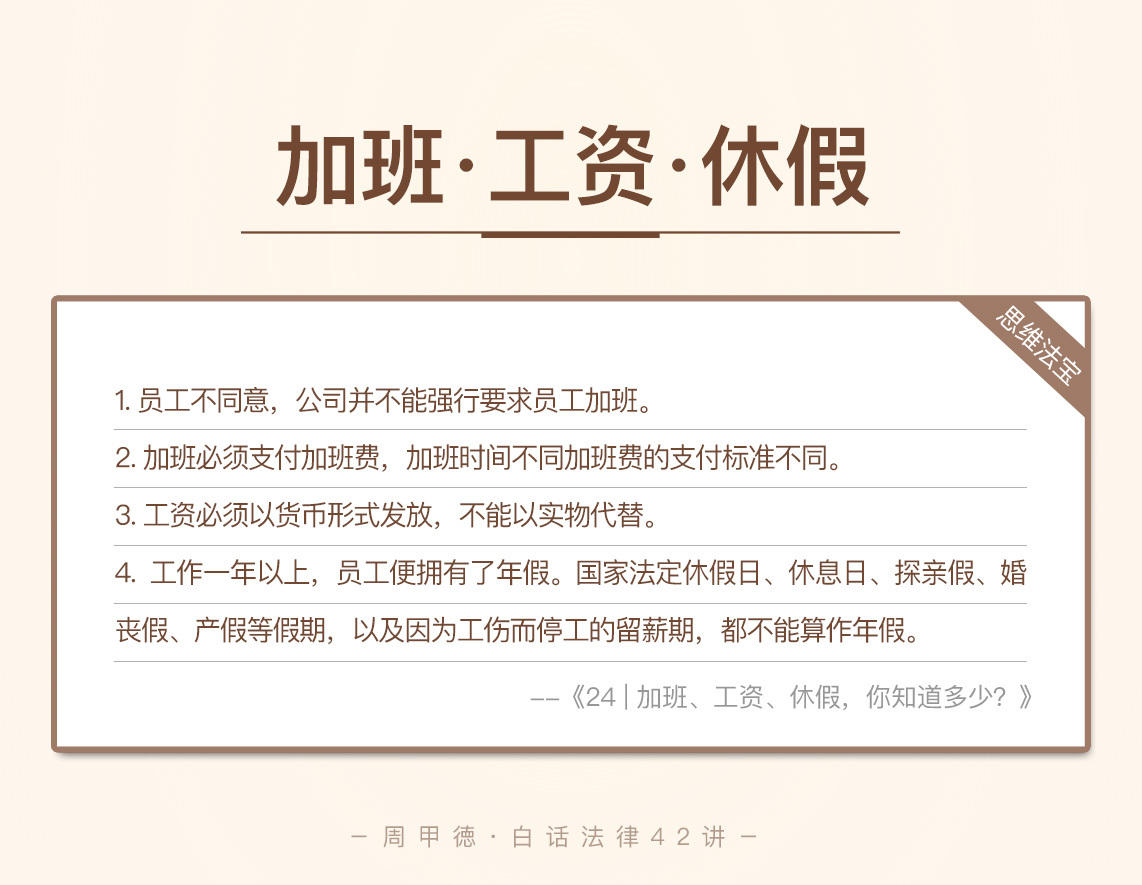 加班·工资·休假
思维法宝
1. 员工不同意，公司并不能强行要求员工加班。
2. 加班必须支付加班费，加班时间不同加班费的支付标准不同。
3. 工资必须以货币形式发放，不能以实物代替。
4. 工作一年以上，员工便拥有了年假。国家法定休假日、休息日、探亲假、婚
丧假、产假等假期，以及因为工伤而停工的留薪期，都不能算作年假。
--《24 | 加班、工资、休假，你知道多少？》
- 周甲徳·白话法律42讲 -